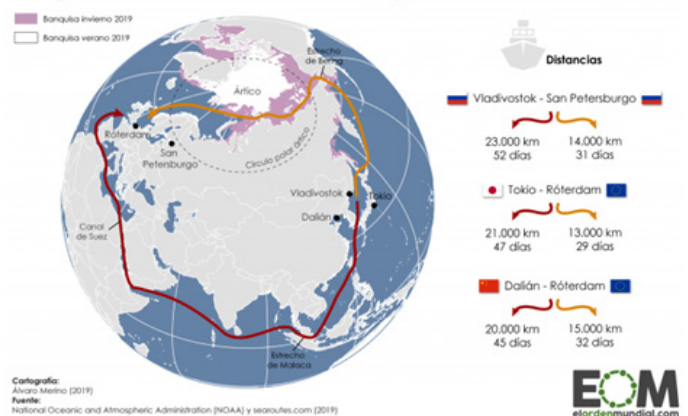 Banquisa invierno 2019
Banquisa verano 2019
Estrecho
de Bering
Ártico
Círculo polar ártico
Róterdam
San
Petersburgo
Vladivostok
Tokio
Dalián
Canal
de Suez
Estrecho
de Malaca
Distancias
Vladivostok - San Petersburgo
23.000 km 14.000 km
52 días 31 días
Tokio - Róterdam
21.000 km 13.000 km
47 días 29 días
Dalián - Róterdam
20.000 km 15.000 km
45 días 32 días
Cartografía:
Álvaro Merino (2019)
Fuente:
National Oceanic and Atmospheric Administration (NOAA) y searoutes.com (2019)
EOM
elordenmundial.com